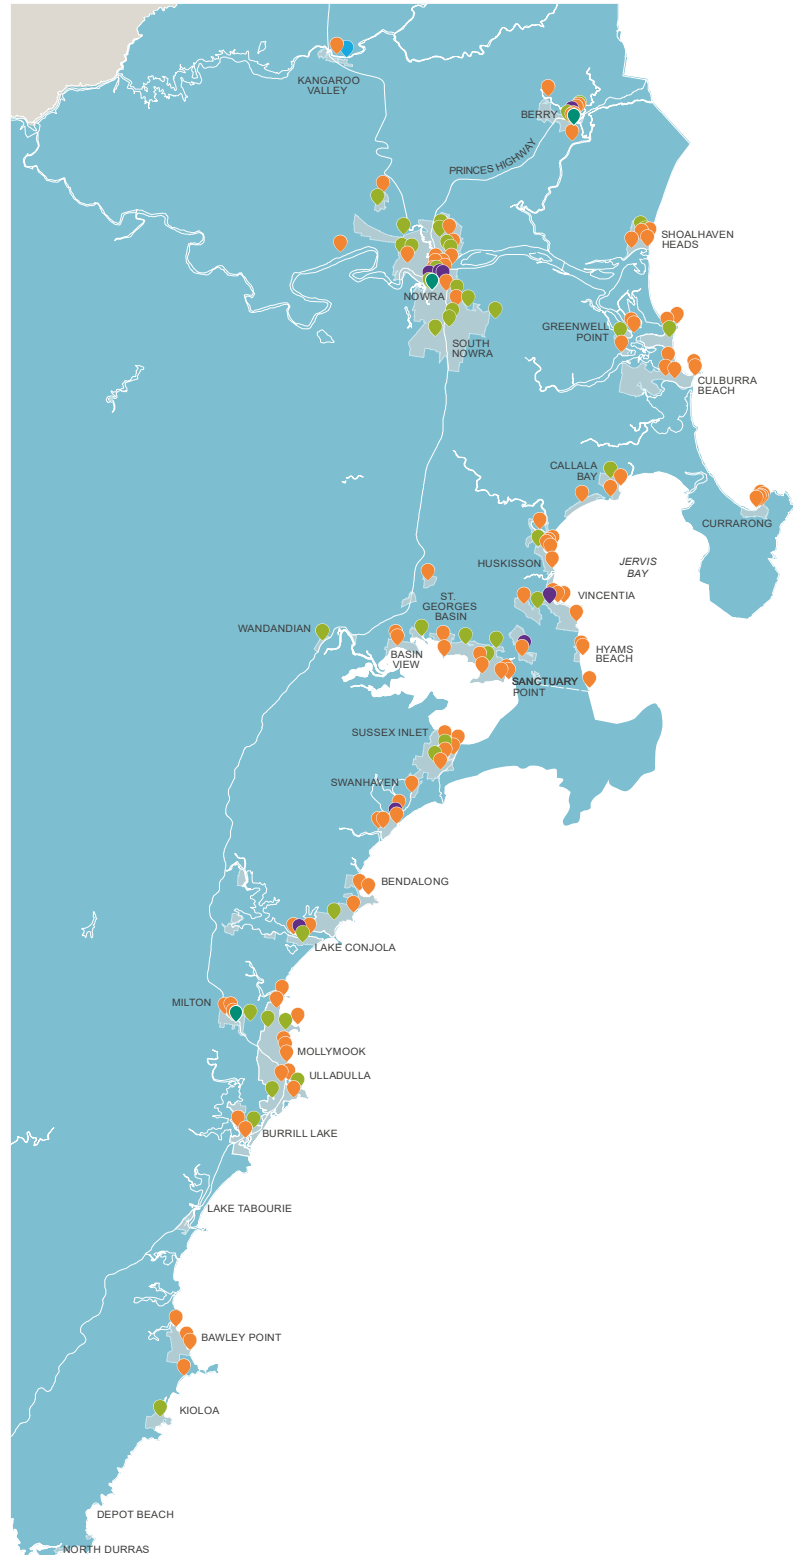 KANGAROO
VALLEY
BERRY
PRINCES HIGHWAY
SHOALHAVEN
HEADS
NOWRA
GREENWELL
POINT
SOUTH
NOWRA
CULBURRA
BEACH
CALLALA
BAY
CURRARONG
HUSKISSON
JERVIS
BAY
VINCENTIA
ST.
GEORGES
BASIN
WANDANDIAN
BASIN
VIEW
HYAMS
BEACH
SANCTUARY
POINT
SUSSEX INLET
SWANHAVEN
BENDALONG
LAKE CONJOLA
MILTON
MOLLYMOOK
ULLADULLA
BURRILL LAKE
LAKE TABOURIE
BAWLEY POINT
KIOLOA
DEPOT BEACH
NORTH DURRAS